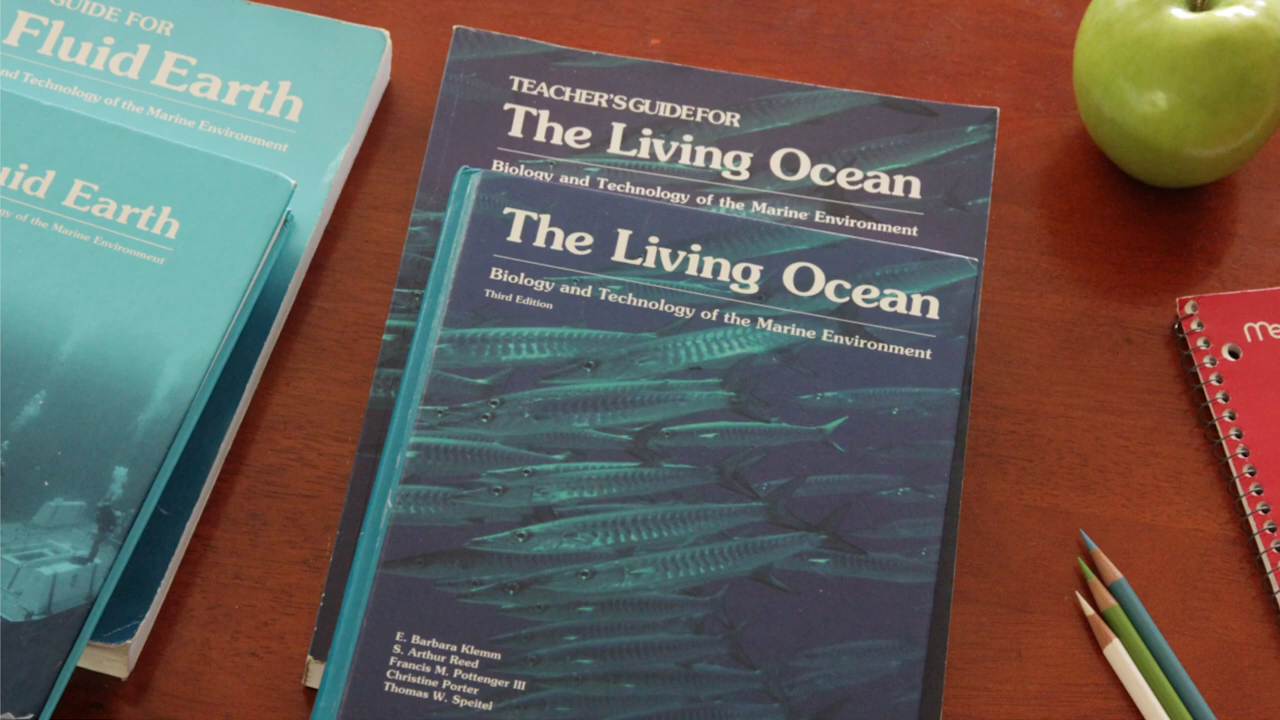 GUIDE FOR
Fluid Earth
and Technology of the Marine Environment
uid Earth
gy of the Marine Environment
TEACHER'S GUIDE FOR
The Living Ocean
Biology and Technology of the Marine Environment
The Living Ocean
Biology and Technology of the Marine Environment
Third Edition
E. Barbara Klemm
S. Arthur Reed
Francis M. Pottenger III
Christine Porter
Thomas W. Speitel